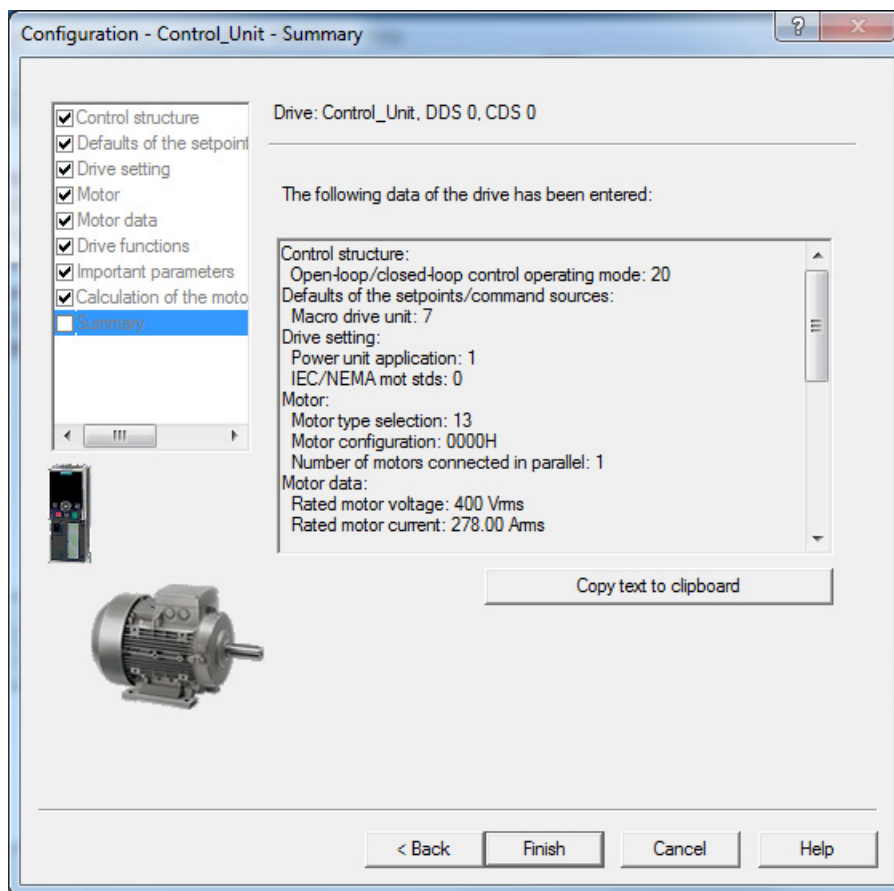 Configuration - Control_Unit - Summary
Control structure
Defaults of the setpoint
Drive setting
Motor
Motor data
Drive functions
Important parameters
Calculation of the moto
Summary
Drive: Control_Unit, DDS 0, CDS 0
The following data of the drive has been entered:
Control structure:
Open-loop/closed-loop control operating mode: 20
Defaults of the setpoints/command sources:
Macro drive unit: 7
Drive setting:
Power unit application: 1
IEC/NEMA mot stds: 0
Motor:
Motor type selection: 13
Motor configuration: 0000H
Number of motors connected in parallel: 1
Motor data:
Rated motor voltage: 400 Vrms
Rated motor current: 278.00 Arms
Copy text to clipboard
< Back
Finish
Cancel
Help